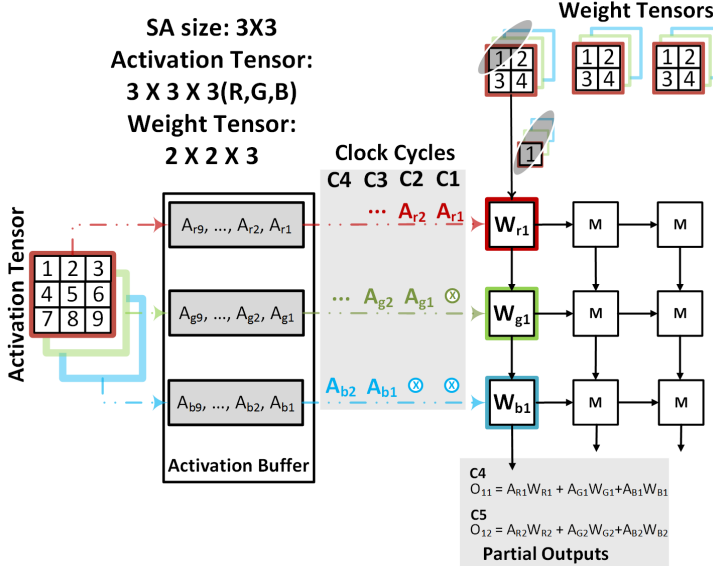 SA size: 3X3
Activation Tensor:
3 X 3 X 3(R,G,B)
Weight Tensor:
2 X 2 X 3
Weight Tensors
1 2
3 4
1 2
3 4
1 2
3 4
1
Clock Cycles
C4 C3 C2 C1
... Ar2 Ar1
Ar9, ..., Ar2, Ar1
Wr1 M M
Activation Tensor
1 2 3
4 5 6
7 8 9
Ag9, ..., Ag2, Ag1
... Ag2 Ag1 ⓧ
Wg1 M M
Ab9, ..., Ab2, Ab1
Ab2 Ab1 ⓧ ⓧ
Wb1 M M
Activation Buffer
C4
O11 = AR1WR1 + AG1WG1+AB1WB1
C5
O12 = AR2WR2 + AG2WG2+AB2WB2
Partial Outputs